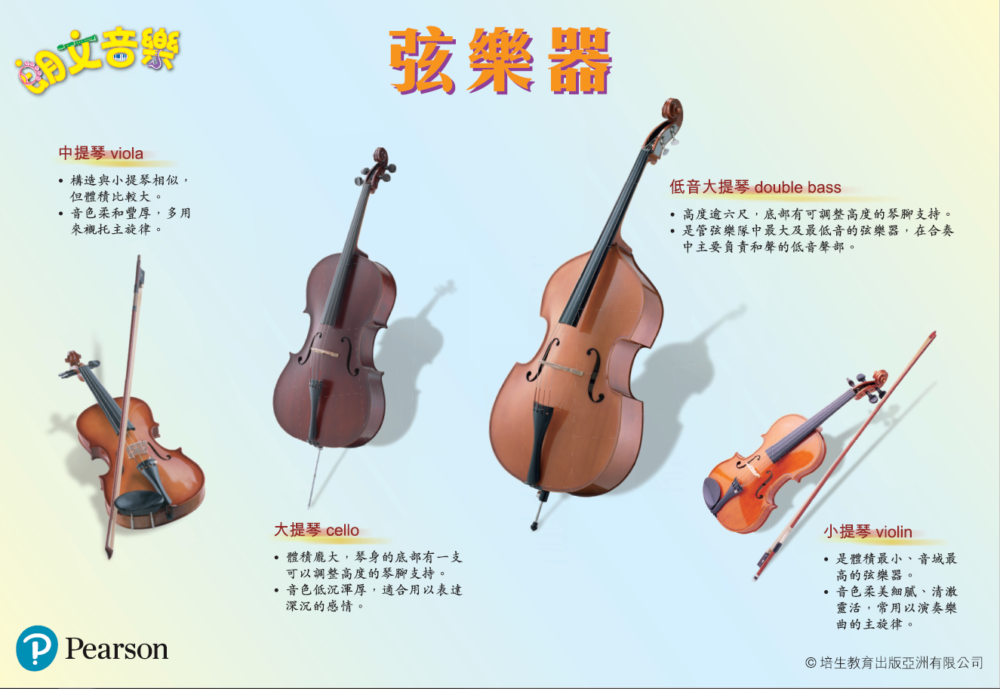 朗文音樂
弦樂器
中提琴 viola
• 構造與小提琴相似，
但體積比較大。
• 音色柔和豐厚，多用
來襯托主旋律。
低音大提琴 double bass
• 高度逾六尺，底部有可調整高度的琴腳支持。
• 是管弦樂隊中最大及最低音的弦樂器，在合奏
中主要負責和聲的低音聲部。
大提琴 cello
• 體積龐大，琴身的底部有一支
可以調整高度的琴腳支持。
• 音色低沉渾厚，適合用以表達
深沉的感情。
小提琴 violin
• 是體積最小、音域最
高的弦樂器。
• 音色柔美細膩、清澈
靈活，常用以演奏樂
曲的主旋律。
Pearson
© 培生教育出版亞洲有限公司